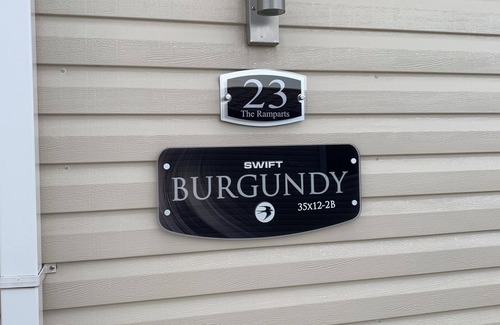 23
The Ramparts
SWIFT
BURGUNDY
35x12-2B